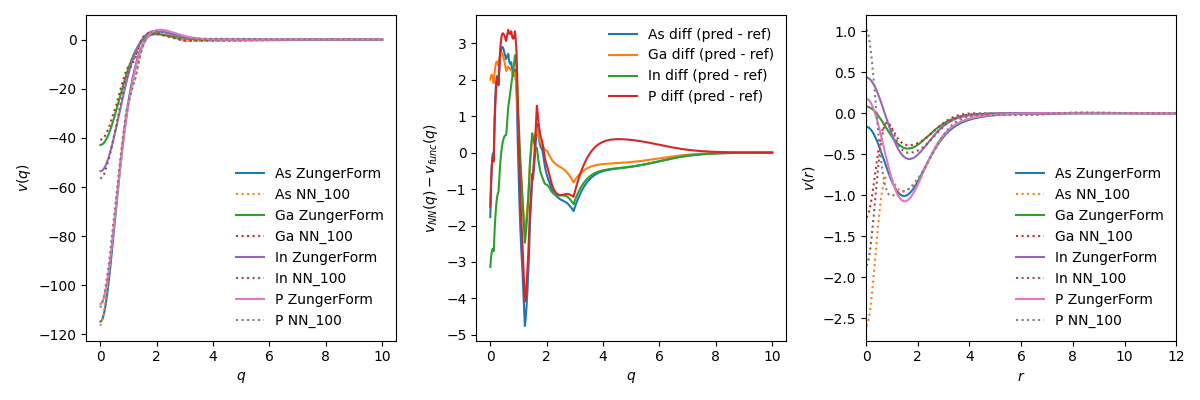 0
−20
−40
−60
−80
−100
−120
v(q)
0
2
4
6
8
10
q
As ZungerForm
As NN_100
Ga ZungerForm
Ga NN_100
In ZungerForm
In NN_100
P ZungerForm
P NN_100
3
2
1
0
−1
−2
−3
−4
−5
v_{NN}(q) − v_{func}(q)
0
2
4
6
8
10
q
As diff (pred - ref)
Ga diff (pred - ref)
In diff (pred - ref)
P diff (pred - ref)
1.0
0.5
0.0
−0.5
−1.0
−1.5
−2.0
−2.5
v(r)
0
2
4
6
8
10
12
r
As ZungerForm
As NN_100
Ga ZungerForm
Ga NN_100
In ZungerForm
In NN_100
P ZungerForm
P NN_100